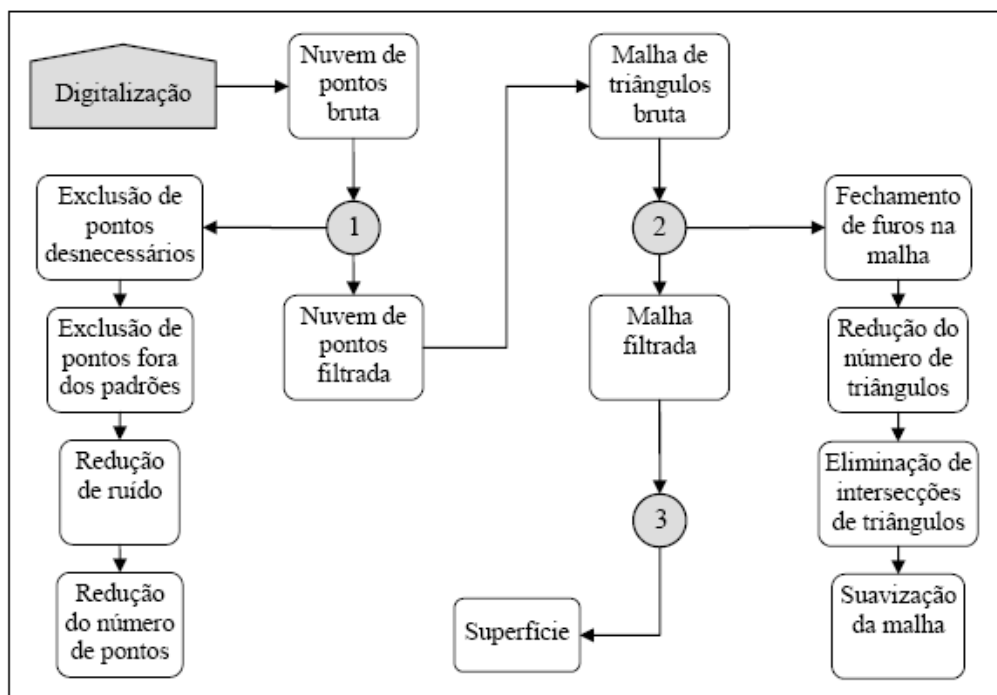 Digitalização
Nuvem de
pontos
bruta
Malha de
triângulos
bruta
Exclusão de
pontos
desnecessários
1
2
Fechamento
de furos na
malha
Exclusão de
pontos fora
dos padrões
Nuvem de
pontos
filtrada
Malha
filtrada
Redução do
número de
triângulos
Redução
de ruído
3
Eliminação de
intersecções
de triângulos
Redução
do número
de pontos
Superfície
Suavização
da malha